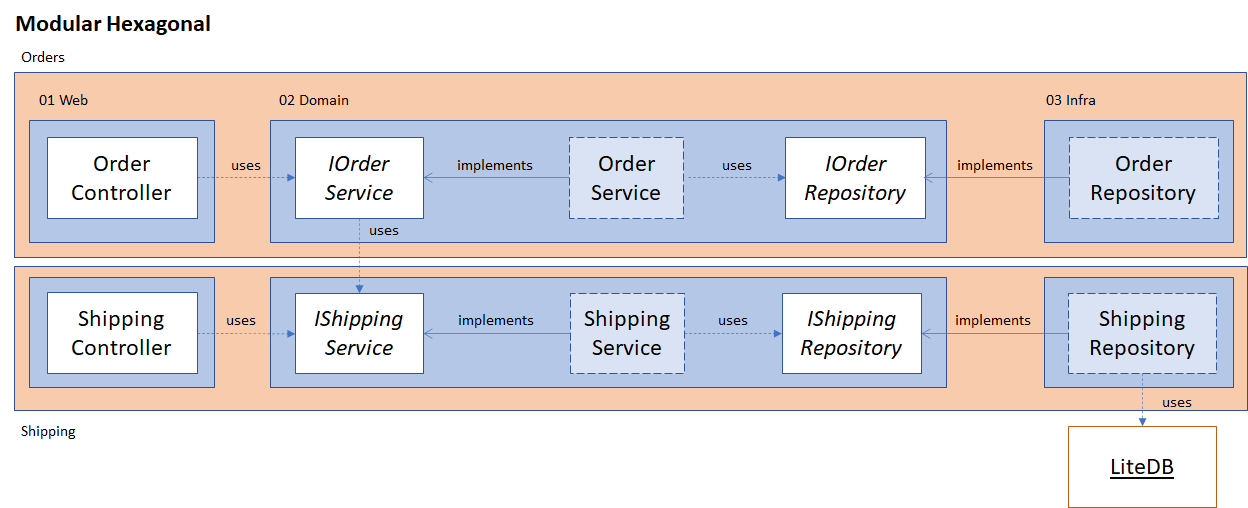 Modular Hexagonal
Orders
01 Web
02 Domain
03 Infra
Order
Controller
uses
IOrder
Service
implements
Order
Service
uses
IOrder
Repository
implements
Order
Repository
uses
Shipping
Controller
uses
IShipping
Service
implements
Shipping
Service
uses
IShipping
Repository
implements
Shipping
Repository
uses
Shipping
LiteDB